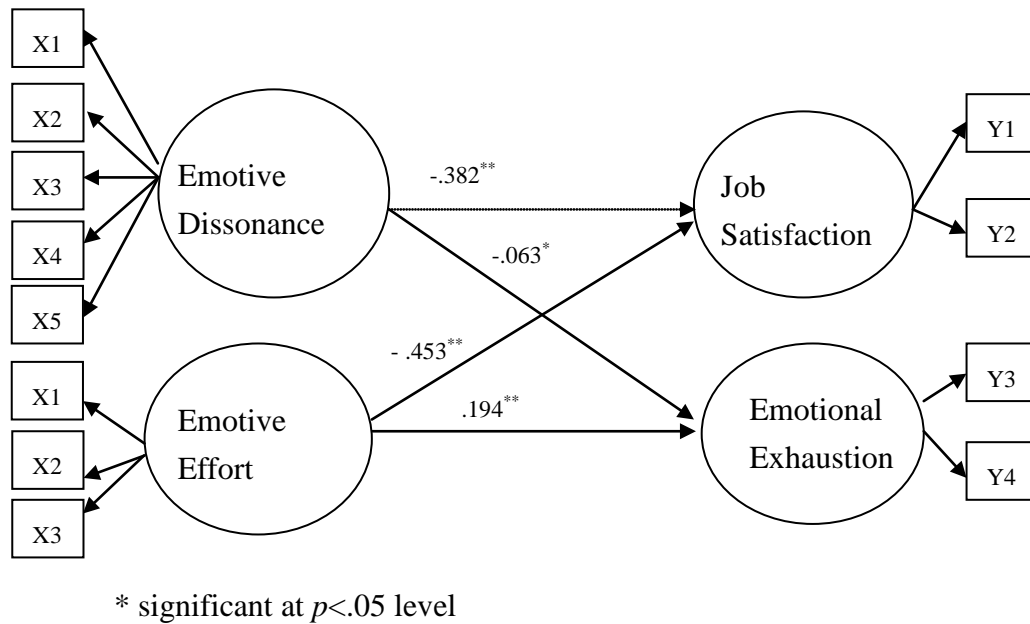 X1
X2
X3
X4
X5
Emotive
Dissonance
-.382**
-.063*
Job
Satisfaction
Y1
Y2
X1
X2
X3
Emotive
Effort
- .453**
.194**
Emotional
Exhaustion
Y3
Y4
* significant at p<.05 level